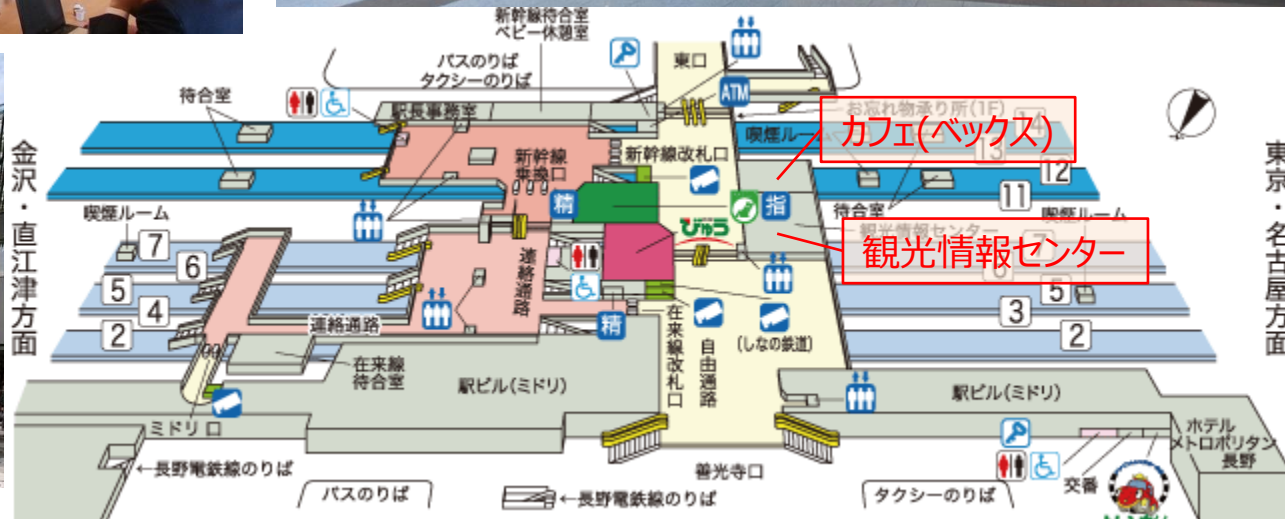 新幹線待合室
ベビー休憩室
バスのりば
タクシーのりば
東口
待合室
駅長事務室
ATM
お忘れ物承り所(1F)
カフェ(ベックス)
喫煙ルーム
14
13
12
11
新幹線
乗換口
新幹線改札口
金沢・直江津方面
東京・名古屋方面
精
びゅう
指
待合室
喫煙ルーム
観光情報センター
観光情報センター
喫煙ルーム
7
6
5
4
2
7
6
5
3
2
連絡通路
連絡通路
精
在来線改札口
自由通路
(しなの鉄道)
在来線
待合室
駅ビル(ミドリ)
駅ビル(ミドリ)
ミドリ口
←長野電鉄線のりば
善光寺口
バスのりば
←長野電鉄線のりば
タクシーのりば
交番
ホテル
メトロポリタン
長野